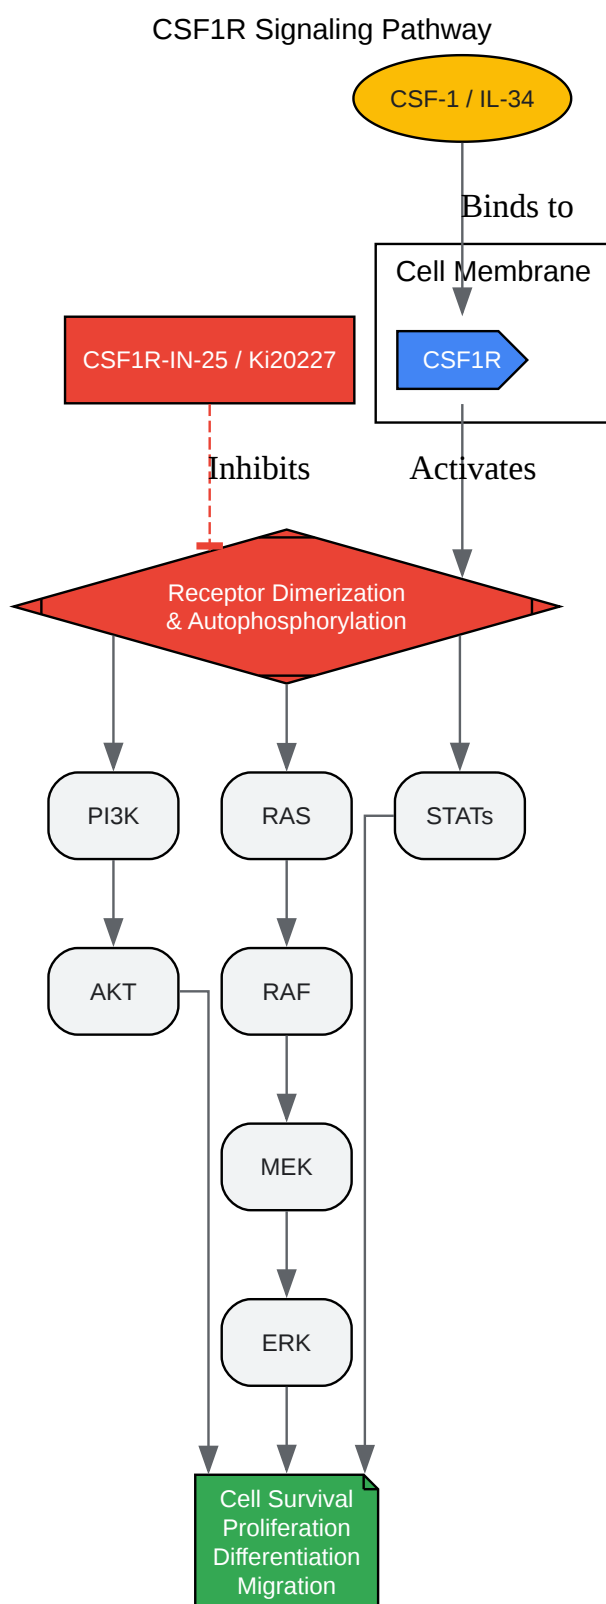 CSF1R Signaling Pathway
CSF-1 / IL-34
Binds to
Cell Membrane
CSF1R-IN-25 / Ki20227
CSF1R
Inhibits
Activates
Receptor Dimerization
& Autophosphorylation
PI3K
RAS
STATs
AKT
RAF
MEK
ERK
Cell Survival
Proliferation
Differentiation
Migration